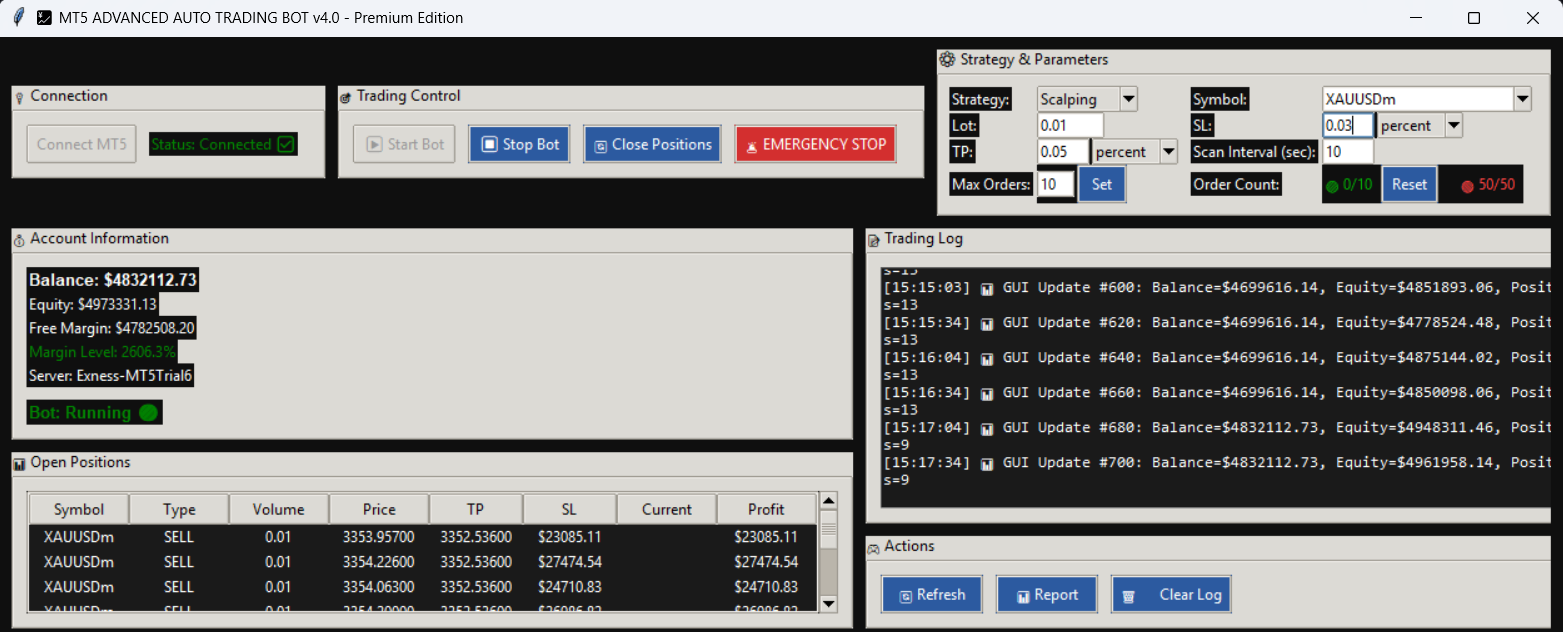 MT5 ADVANCED AUTO TRADING BOT v4.0 - Premium Edition
Connection
Connect MT5 Status: Connected
Trading Control
Start Bot Stop Bot Close Positions EMERGENCY STOP
Strategy & Parameters
Strategy: Scalping Symbol: XAUUSDm
Lot: 0.01 SL: 0.03 percent
TP: 0.05 percent Scan Interval (sec): 10
Max Orders: 10 Set Order Count: 0/10 Reset 50/50
Account Information
Balance: $4832112.73
Equity: $4973331.13
Free Margin: $4782508.20
Margin Level: 2606.3%
Server: Exness-MT5Trial6
Bot: Running
Trading Log
s=13
[15:15:03] GUI Update #600: Balance=$4699616.14, Equity=$4851893.06, Posit
s=13
[15:15:34] GUI Update #620: Balance=$4699616.14, Equity=$4778524.48, Posit
s=13
[15:16:04] GUI Update #640: Balance=$4699616.14, Equity=$4875144.02, Posit
s=13
[15:16:34] GUI Update #660: Balance=$4699616.14, Equity=$4850098.06, Posit
s=13
[15:17:04] GUI Update #680: Balance=$4832112.73, Equity=$4948311.46, Posit
s=9
[15:17:34] GUI Update #700: Balance=$4832112.73, Equity=$4961958.14, Posit
s=9
Open Positions
Symbol Type Volume Price TP SL Current Profit
XAUUSDm SELL 0.01 3353.95700 3352.53600 $23085.11 $23085.11
XAUUSDm SELL 0.01 3354.22600 3352.53600 $27474.54 $27474.54
XAUUSDm SELL 0.01 3354.06300 3352.53600 $24710.83 $24710.83
XAUUSDm SELL 0.01 3352.53600
Actions
Refresh Report Clear Log